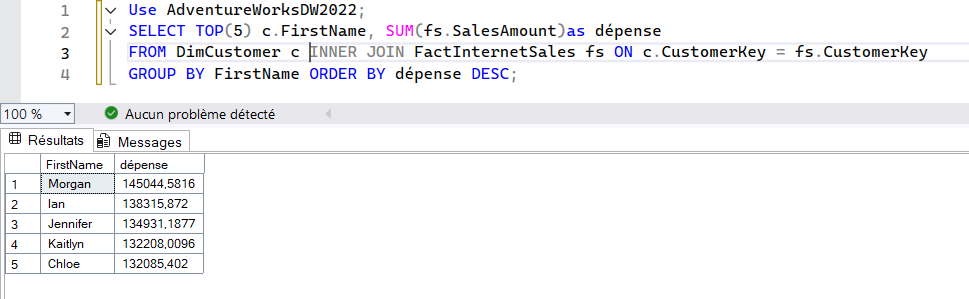 1 Use AdventureWorksDW2022;
2 SELECT TOP(5) c.FirstName, SUM(fs.SalesAmount)as dépense
3 FROM DimCustomer c INNER JOIN FactInternetSales fs ON c.CustomerKey = fs.CustomerKey
4 GROUP BY FirstName ORDER BY dépense DESC;
100 % Aucun problème détecté
Résultats Messages
FirstName dépense
1 Morgan 145044,5816
2 Ian 138315,872
3 Jennifer 134931,1877
4 Kaitlyn 132208,0096
5 Chloe 132085,402